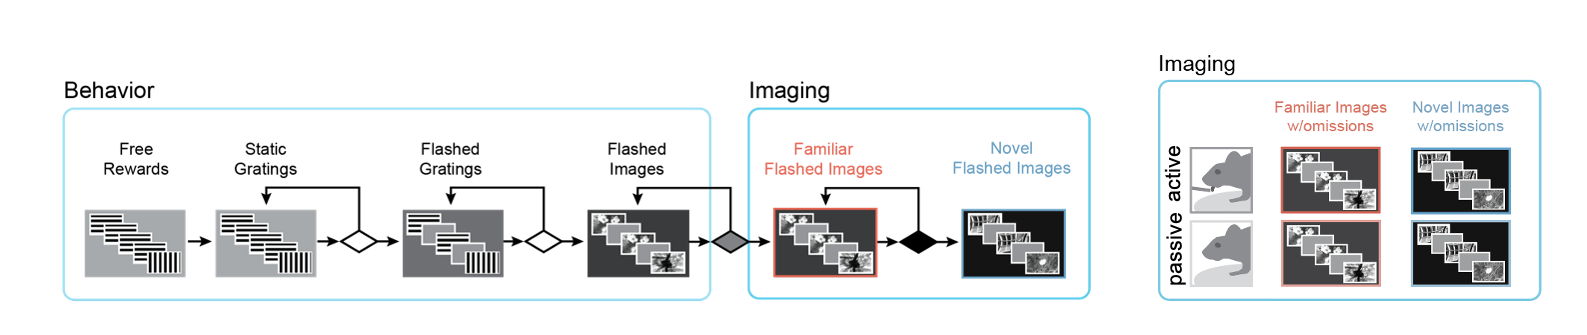 Behavior
Free
Rewards
Static
Gratings
Flashed
Gratings
Flashed
Images
Imaging
Familiar
Flashed Images
Novel
Flashed Images
Imaging
Familiar Images
w/omissions
Novel Images
w/omissions
active
passive